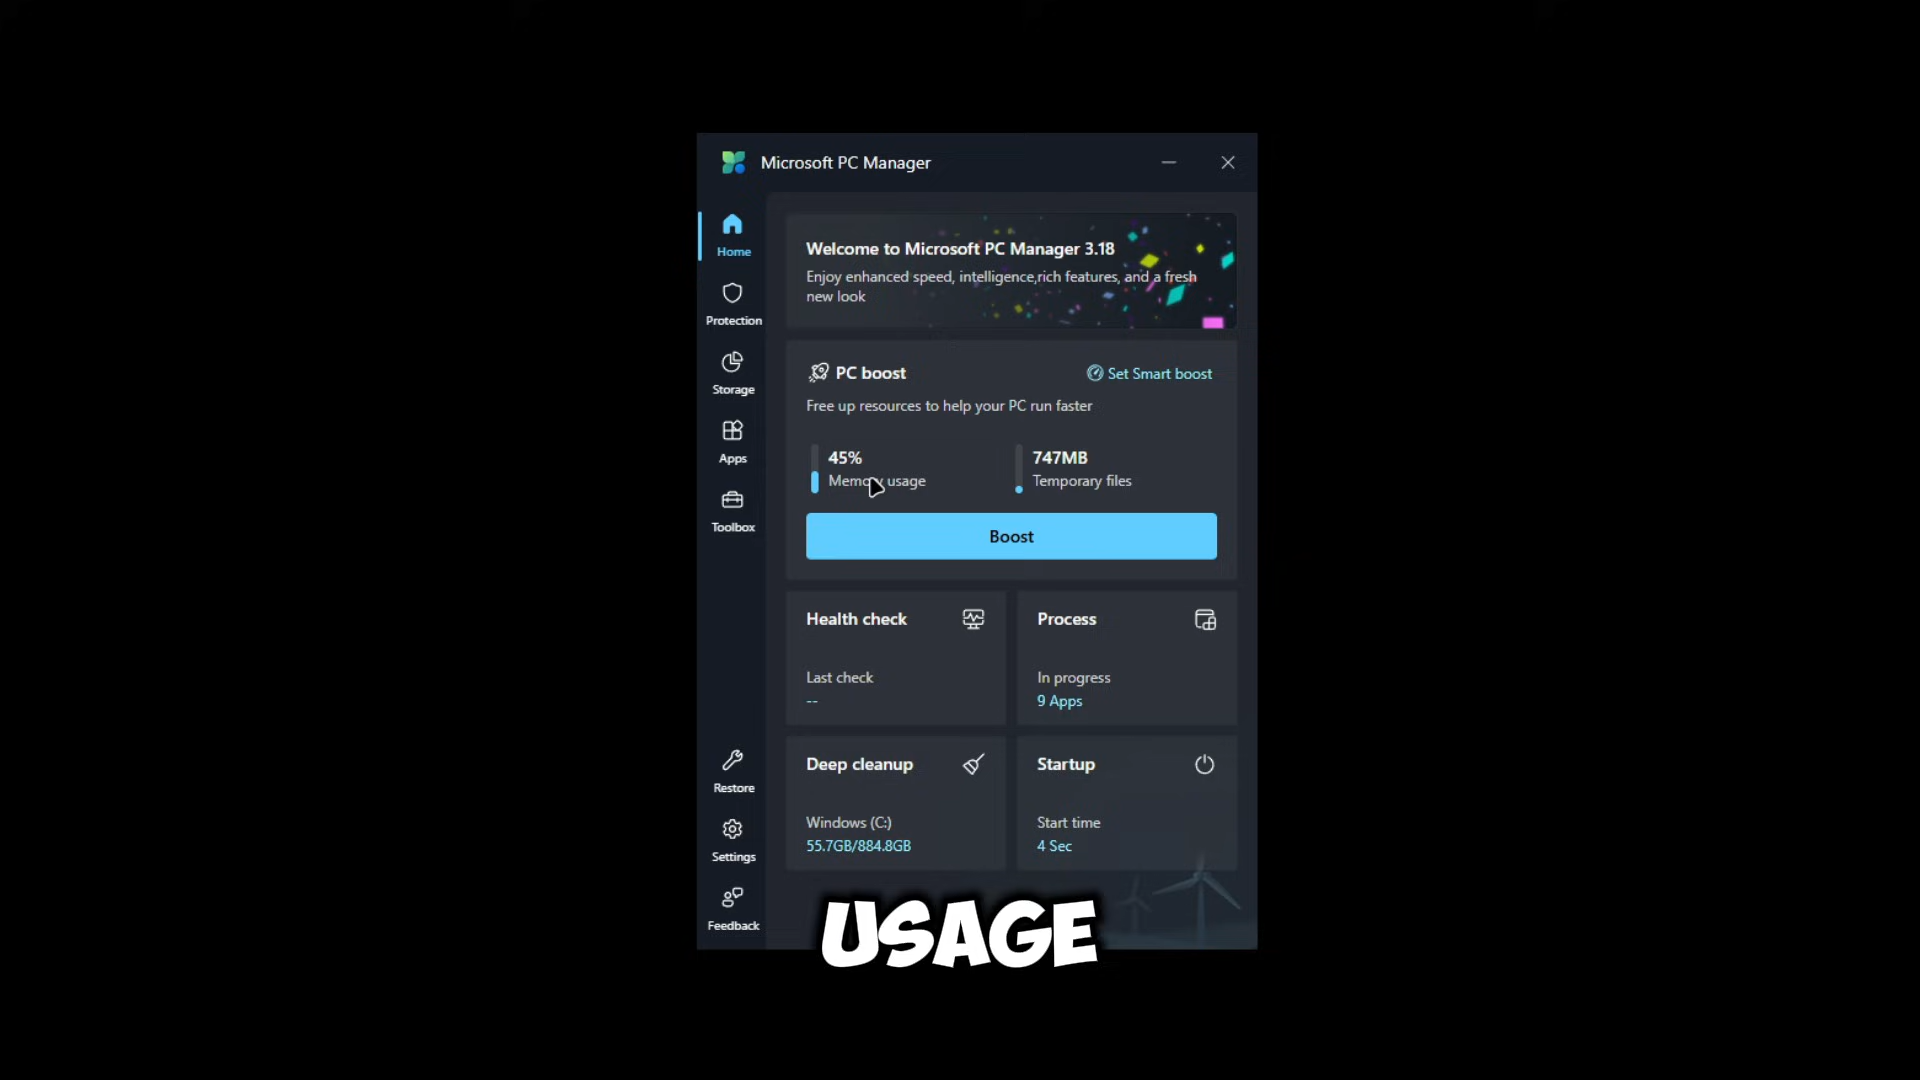 Microsoft PC Manager
Home
Protection
Storage
Apps
Toolbox
Restore
Settings
Feedback
Welcome to Microsoft PC Manager 3.18
Enjoy enhanced speed, intelligence,rich features, and a fresh
new look
PC boost
Set Smart boost
Free up resources to help your PC run faster
45%
Memory usage
747MB
Temporary files
Boost
Health check
Last check
--
Process
In progress
9 Apps
Deep cleanup
Windows (C:)
55.7GB/884.8GB
Startup
Start time
4 Sec
USAGE